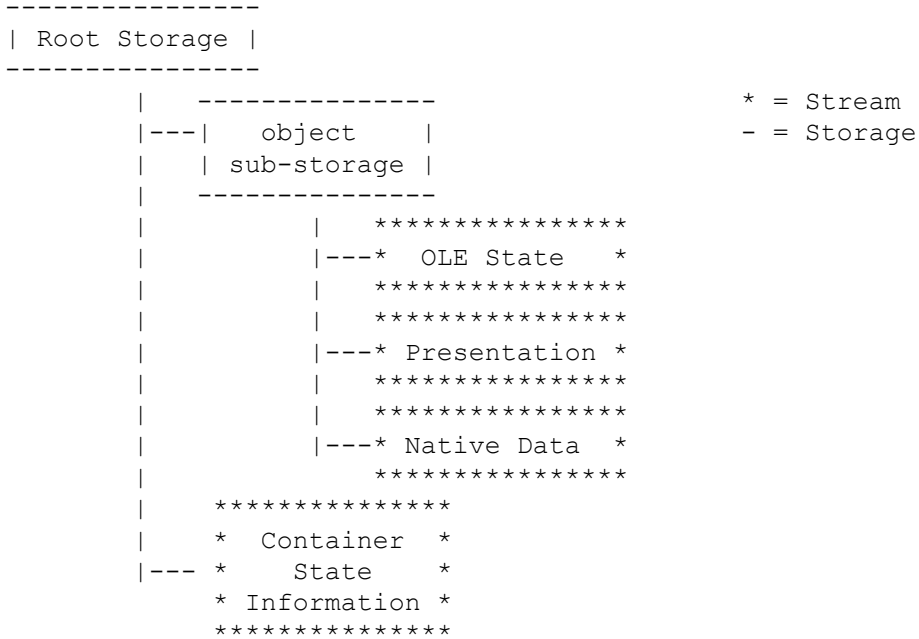 ----------------
| Root Storage |
----------------
        |   ---------------                   * = Stream
        |---|   object    |                   - = Storage
        |   | sub-storage |
        |   ---------------
        |          |   ****************
        |          |---*  OLE State   *
        |          |   ****************
        |          |   ****************
        |          |---* Presentation *
        |          |   ****************
        |          |   ****************
        |          |---* Native Data  *
        |              ****************
        |    ***************
        |    *  Container  *
        |--- *    State    *
             * Information *
             ***************